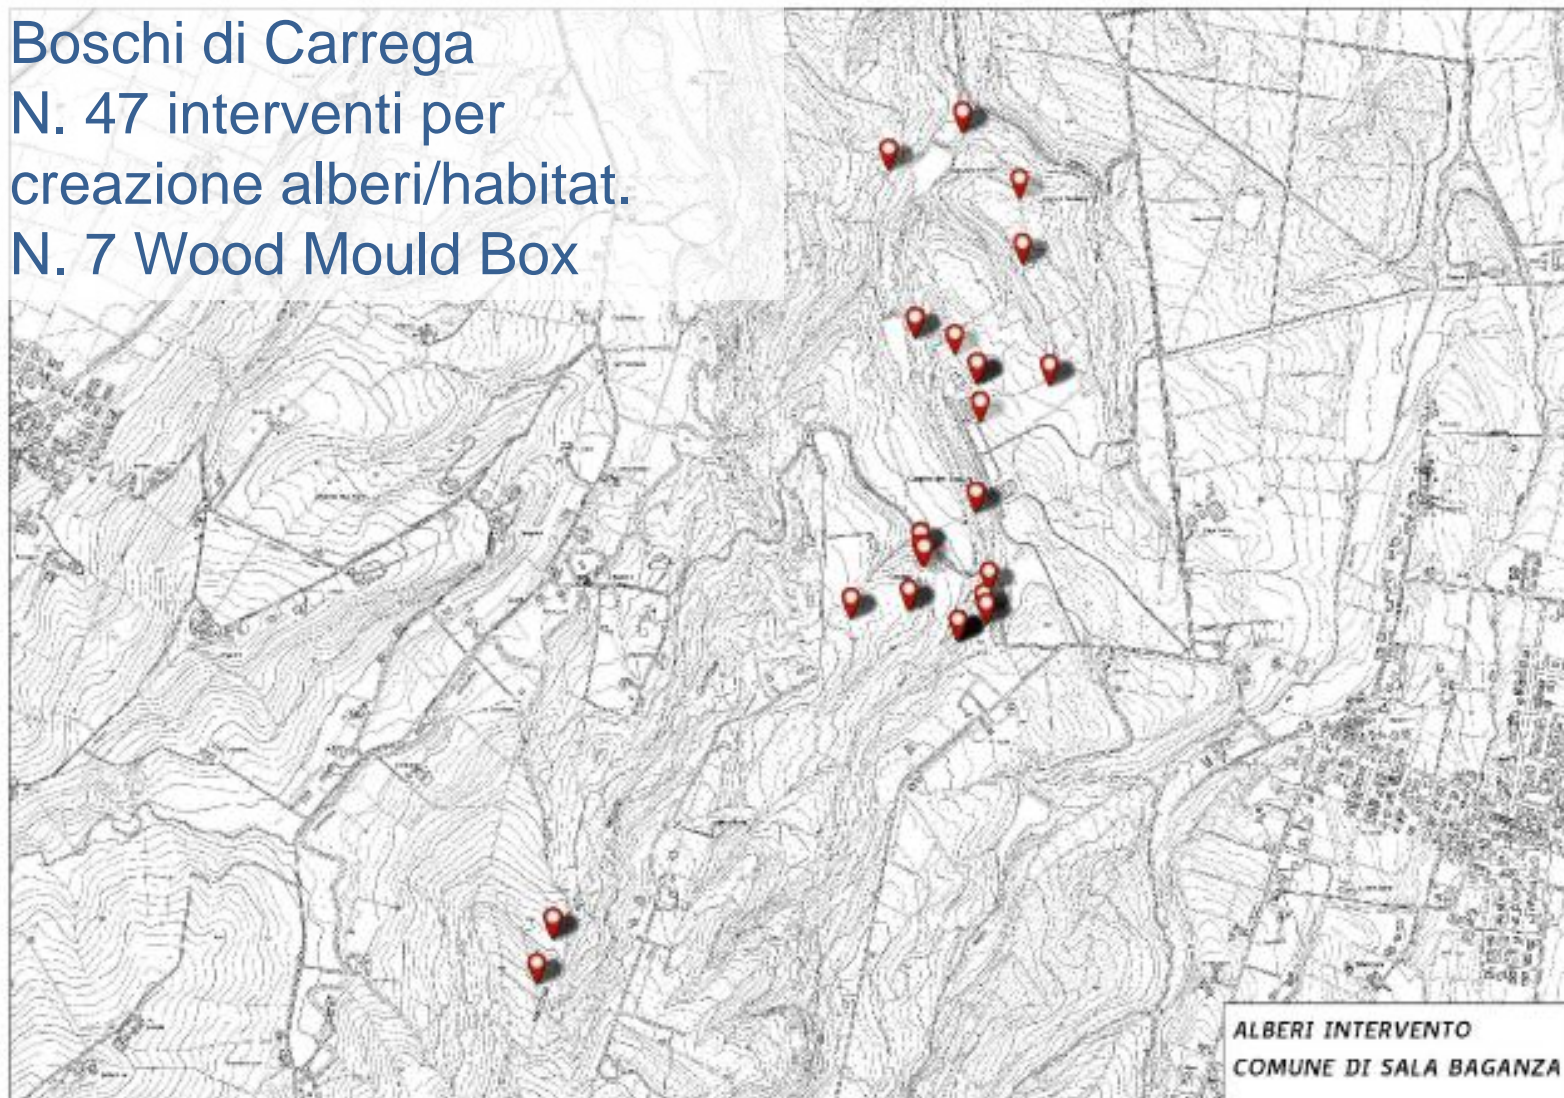 Boschi di Carrega
N. 47 interventi per
creazione alberi/habitat.
N. 7 Wood Mould Box
ALBERI INTERVENTO
COMUNE DI SALA BAGANZA